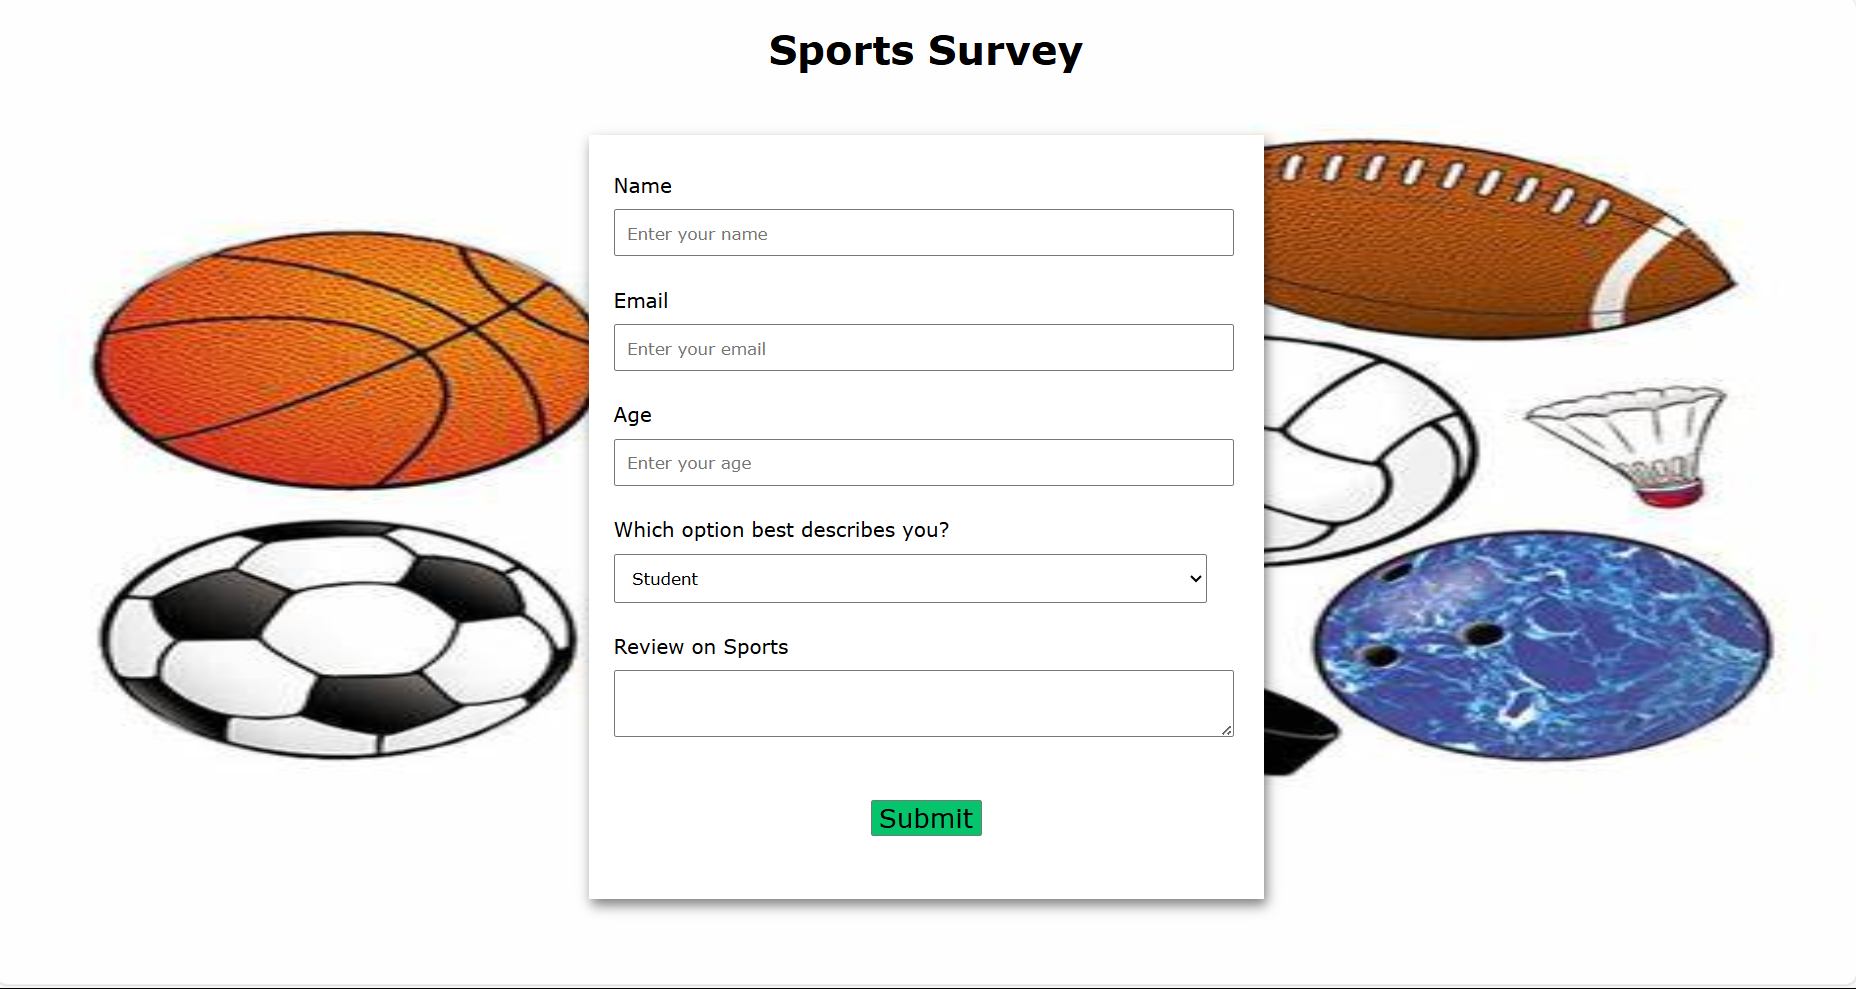 Sports Survey
Name
Enter your name
Email
Enter your email
Age
Enter your age
Which option best describes you?
Student
Review on Sports
Submit